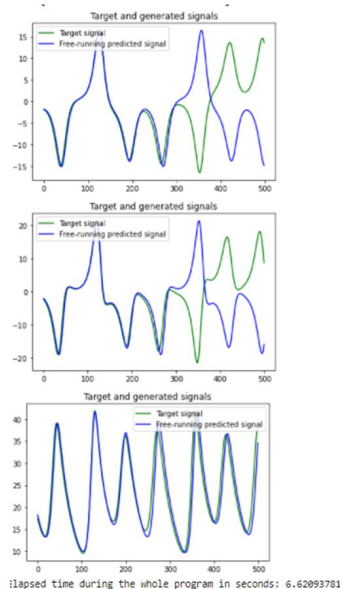 Target and generated signals
Target signal
Free-running predicted signal
15
10
5
0
−5
−10
−15
0 100 200 300 400 500
Target and generated signals
Target signal
Free-running predicted signal
20
10
0
−10
−20
0 100 200 300 400 500
Target and generated signals
Target signal
Free-running predicted signal
40
35
30
25
20
15
10
0 100 200 300 400 500
lapsed time during the whole program in seconds: 6.62093781